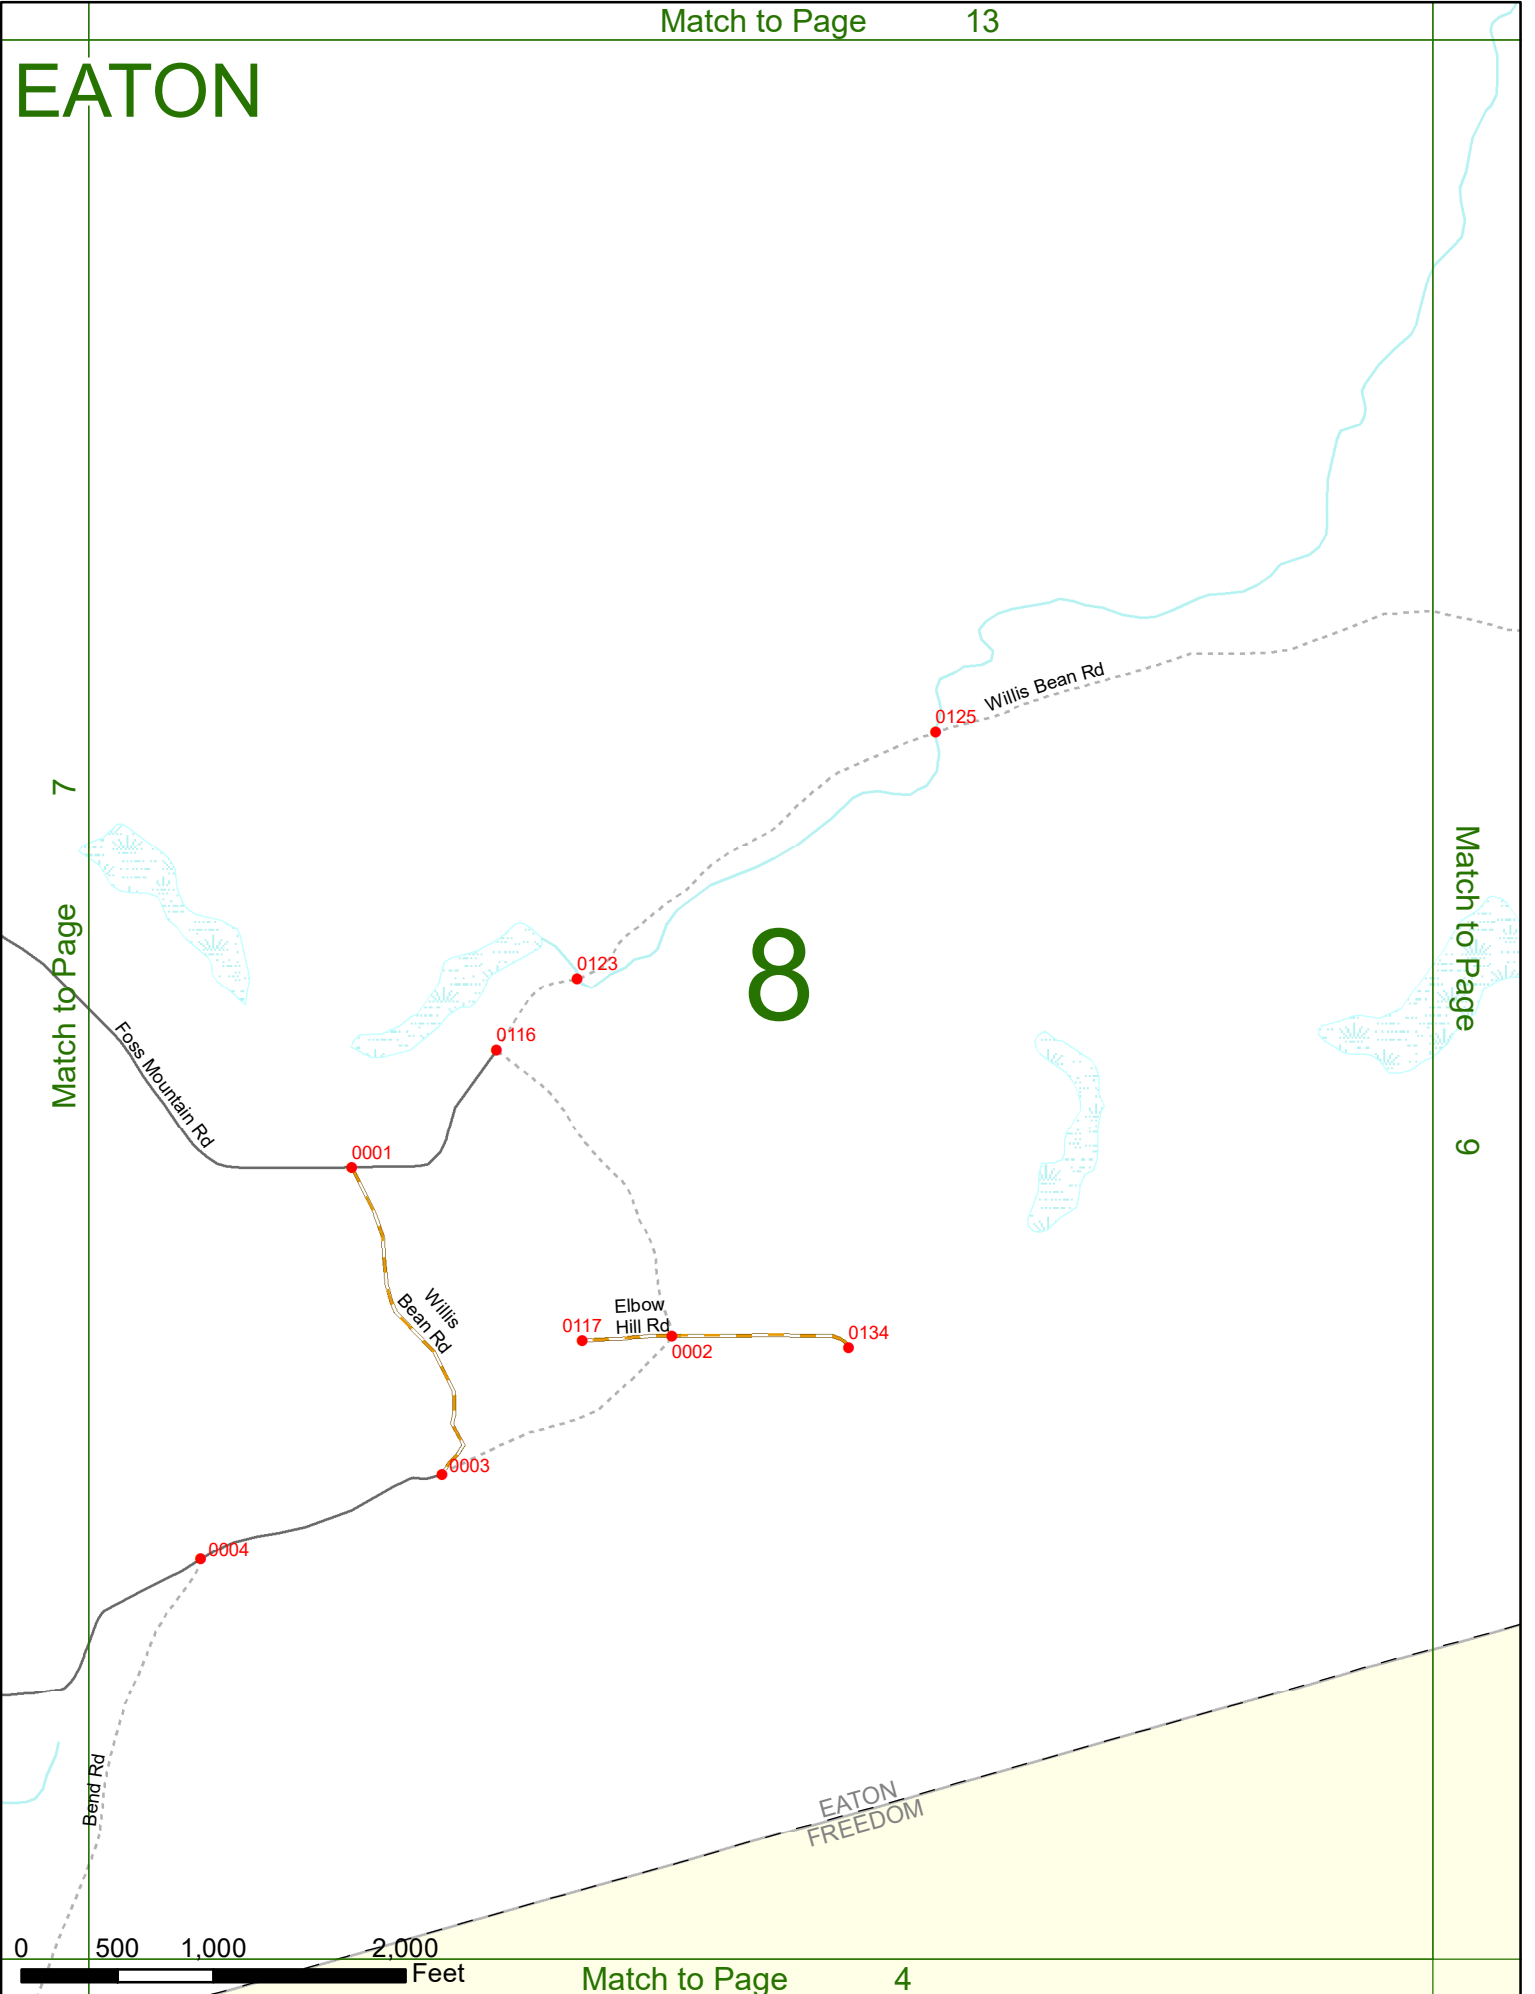 Match to Page 13
EATON
Willis Bean Rd
0125
7
Match to Page
Match to Page
9
8
0123
0116
Foss Mountain Rd
0001
Willis
Bean Rd
Elbow
Hill Rd
0117
0002
0134
0003
0004
Bend Rd
EATON
FREEDOM
0 500 1,000 2,000
Feet
Match to Page 4